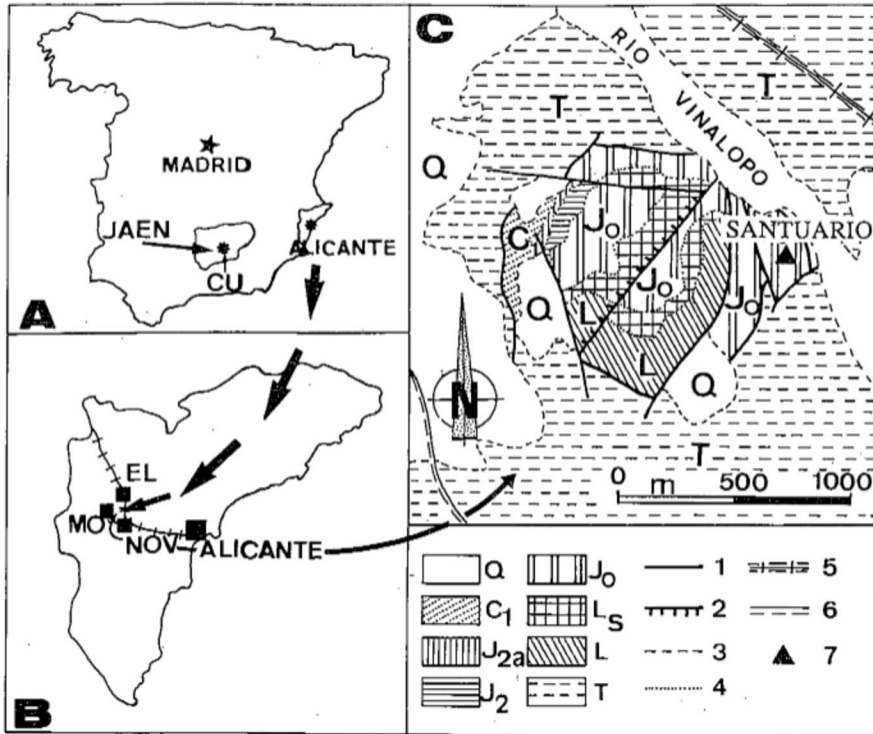 MADRID
JAEN
ALICANTE
CU
A
EL
MO
NOV
ALICANTE
B
C
RIO
VINALOPO
T
T
Q
C
Jo
SANTUARIO
Jo
Jo
Q
L
L
Q
N
T
0 m 500 1000
Q Jo 1 5
C1 LS 2 6
J2a L 3 7
J2 T 4